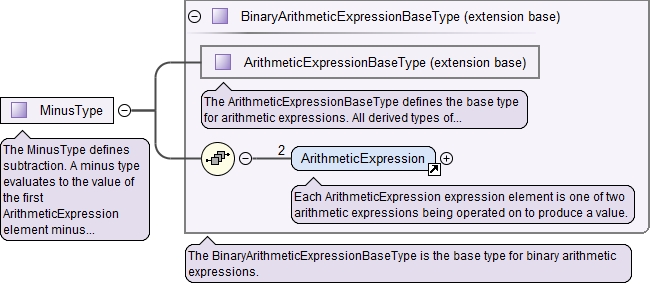 BinaryArithmeticExpressionBaseType (extension base)
ArithmeticExpressionBaseType (extension base)
The ArithmeticExpressionBaseType defines the base type
for arithmetic expressions. All derived types of...
MinusType
The MinusType defines
subtraction. A minus type
evaluates to the value of
the first
ArithmeticExpression
element minus...
2
ArithmeticExpression
Each ArithmeticExpression expression element is one of two
arithmetic expressions being operated on to produce a value.
The BinaryArithmeticExpressionBaseType is the base type for binary arithmetic
expressions.